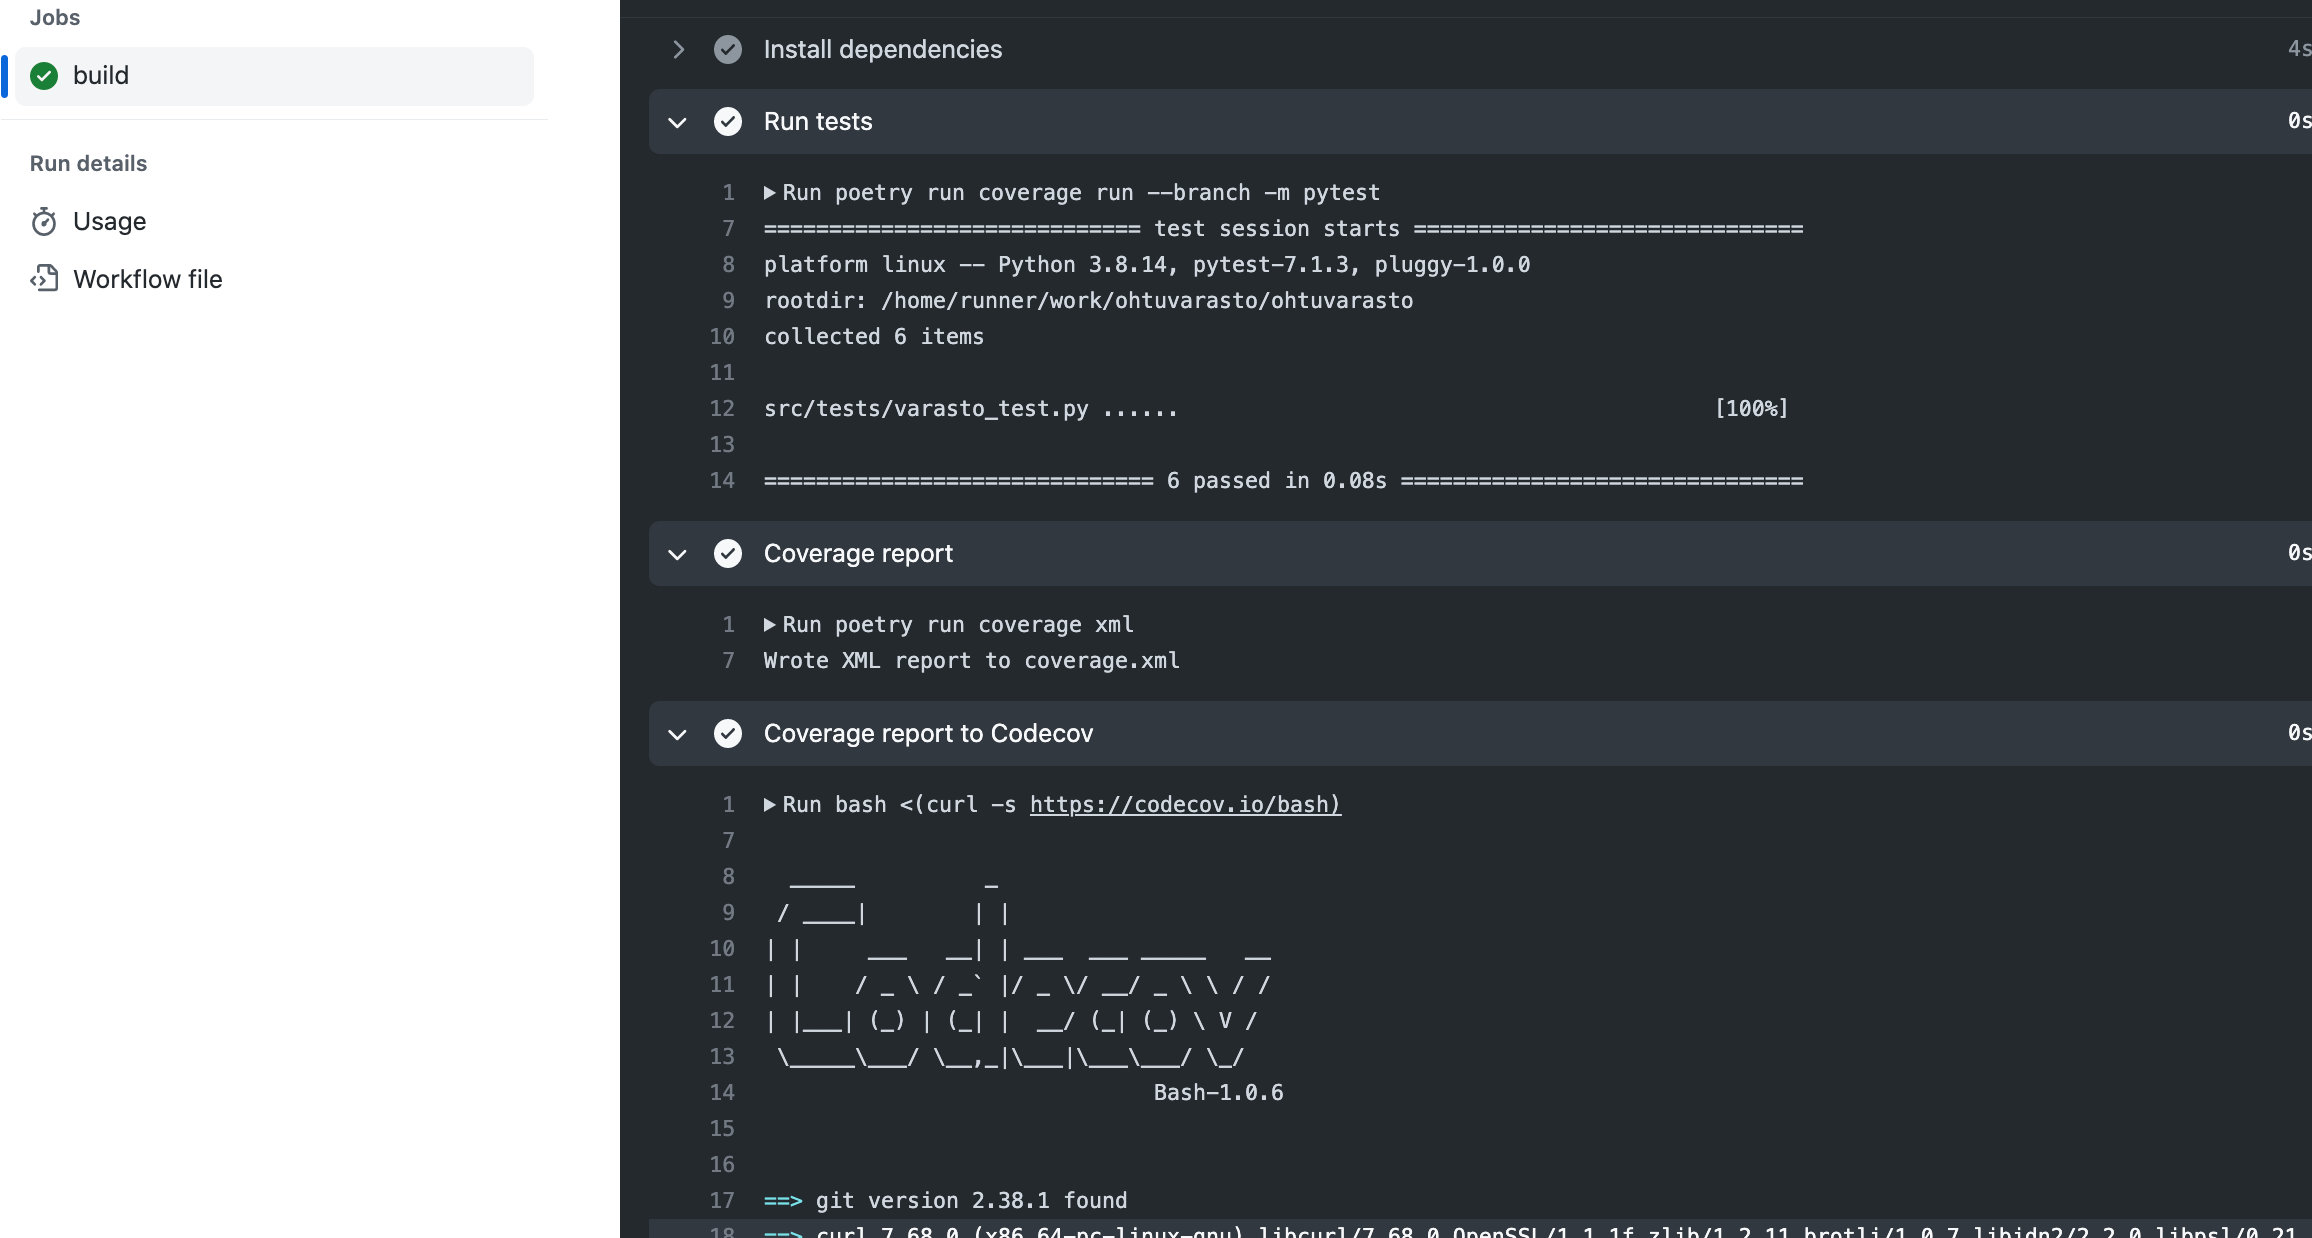 Jobs
build
Run details
Usage
Workflow file
Install dependencies 4s
Run tests 0s
1 Run poetry run coverage run --branch -m pytest
7 ============================= test session starts ==============================
8 platform linux -- Python 3.8.14, pytest-7.1.3, pluggy-1.0.0
9 rootdir: /home/runner/work/ohtuvarasto/ohtuvarasto
10 collected 6 items
11
12 src/tests/varasto_test.py ...... [100%]
13
14 ============================== 6 passed in 0.08s ===============================
Coverage report 0s
1 Run poetry run coverage xml
7 Wrote XML report to coverage.xml
Coverage report to Codecov 0s
1 Run bash <(curl -s https://codecov.io/bash)
7
8   _____          _
9  / ____|        | |
10 | |     ___   __| | ___  ___ _____   __
11 | |    / _ \ / _` |/ _ \/ __/ _ \ \ / /
12 | |___| (_) | (_| |  __/ (_| (_) \ V /
13  \_____\___/ \__,_|\___|\___\___/ \_/
14                               Bash-1.0.6
15
16
17 ==> git version 2.38.1 found
18 ==> curl 7.68.0 (x86_64-pc-linux-gnu) libcurl/7.68.0 OpenSSL/1.1.1f zlib/1.2.11 brotli/1.0.7 libidn2/2.2.0 libpsl/0.21